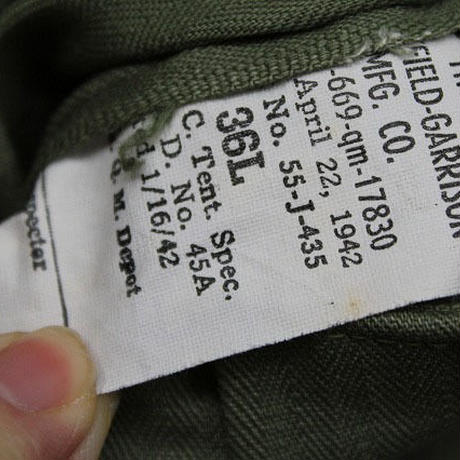 FIELD-GARRISON
MFG. CO.
-669-qm-17830
April 22, 1942
No. 55-J-435
36L
C. Tent. Spec.
D. No. 45A
d 1/16/42
Q. M. Depot